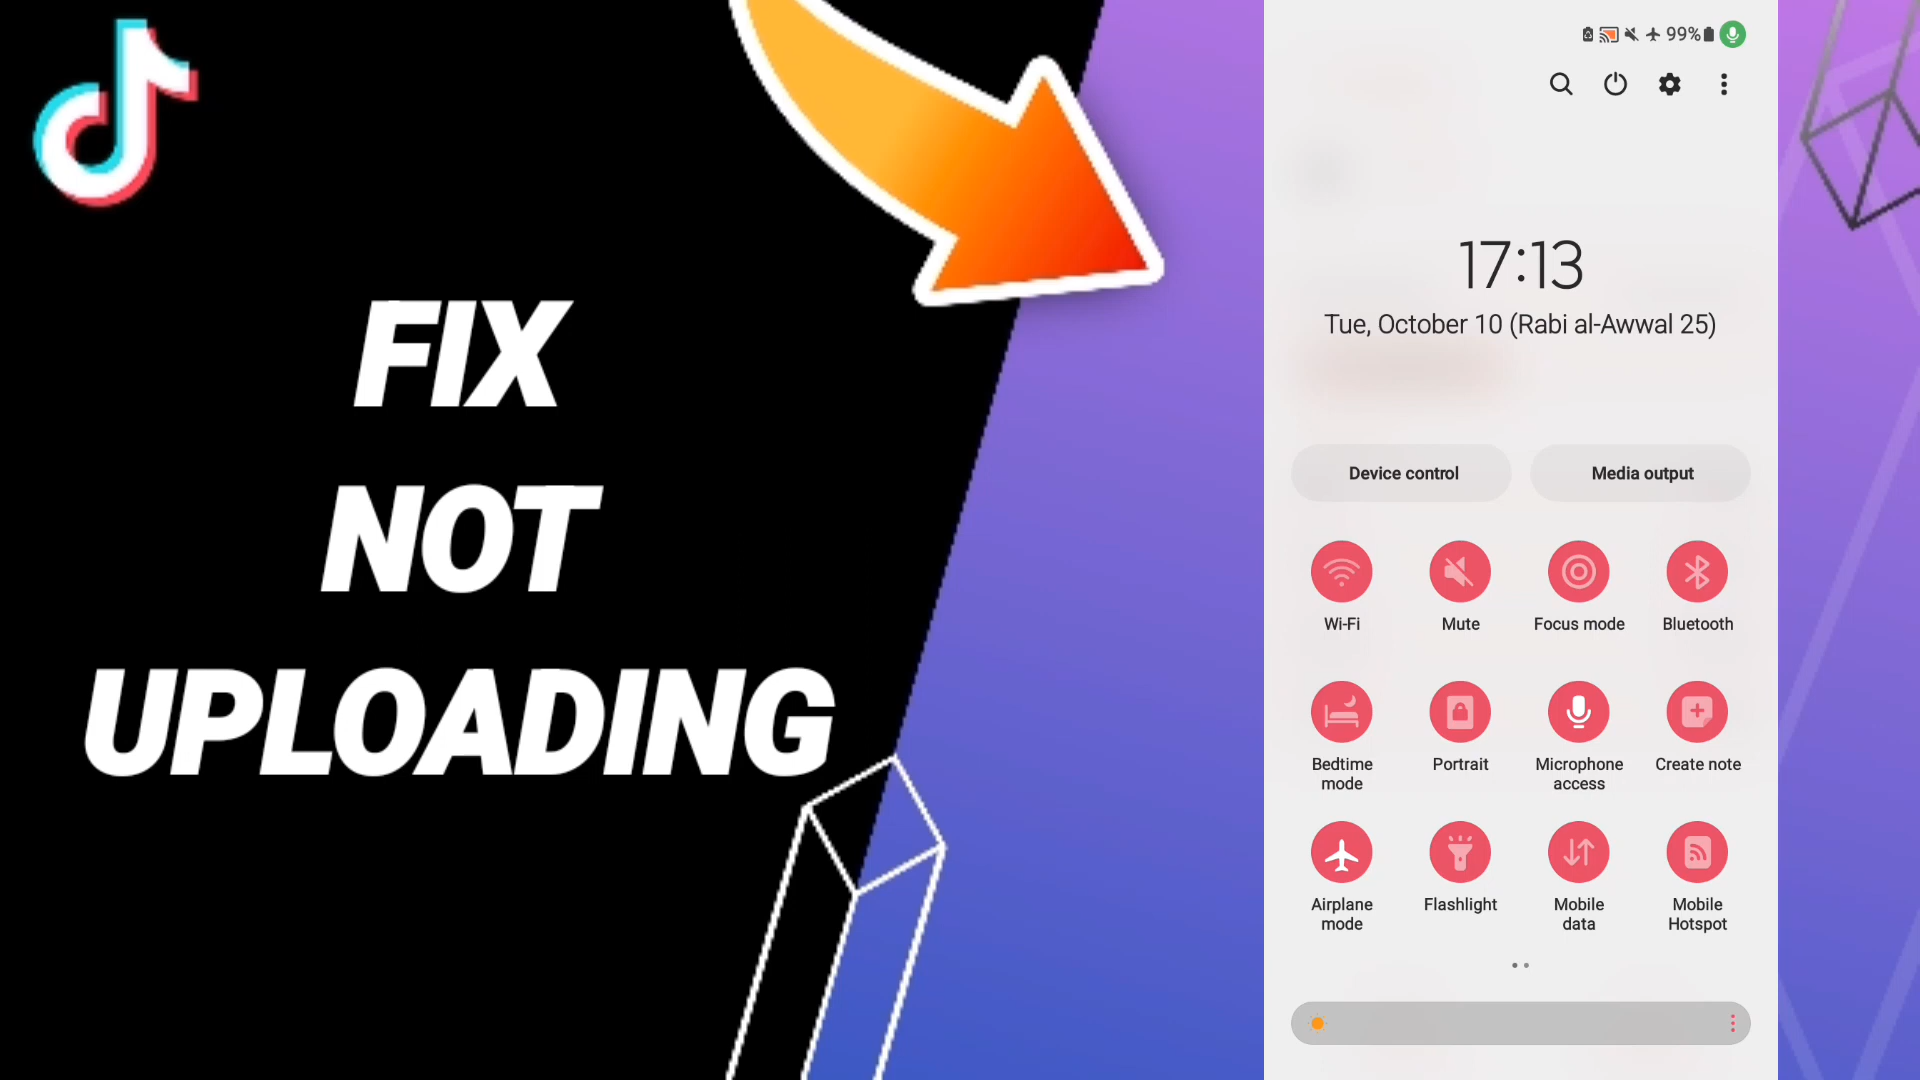 FIX
NOT
UPLOADING
99%
17:13
Tue, October 10 (Rabi al-Awwal 25)
Device control
Media output
Wi-Fi
Mute
Focus mode
Bluetooth
Bedtime
mode
Portrait
Microphone
access
Create note
Airplane
mode
Flashlight
Mobile
data
Mobile
Hotspot